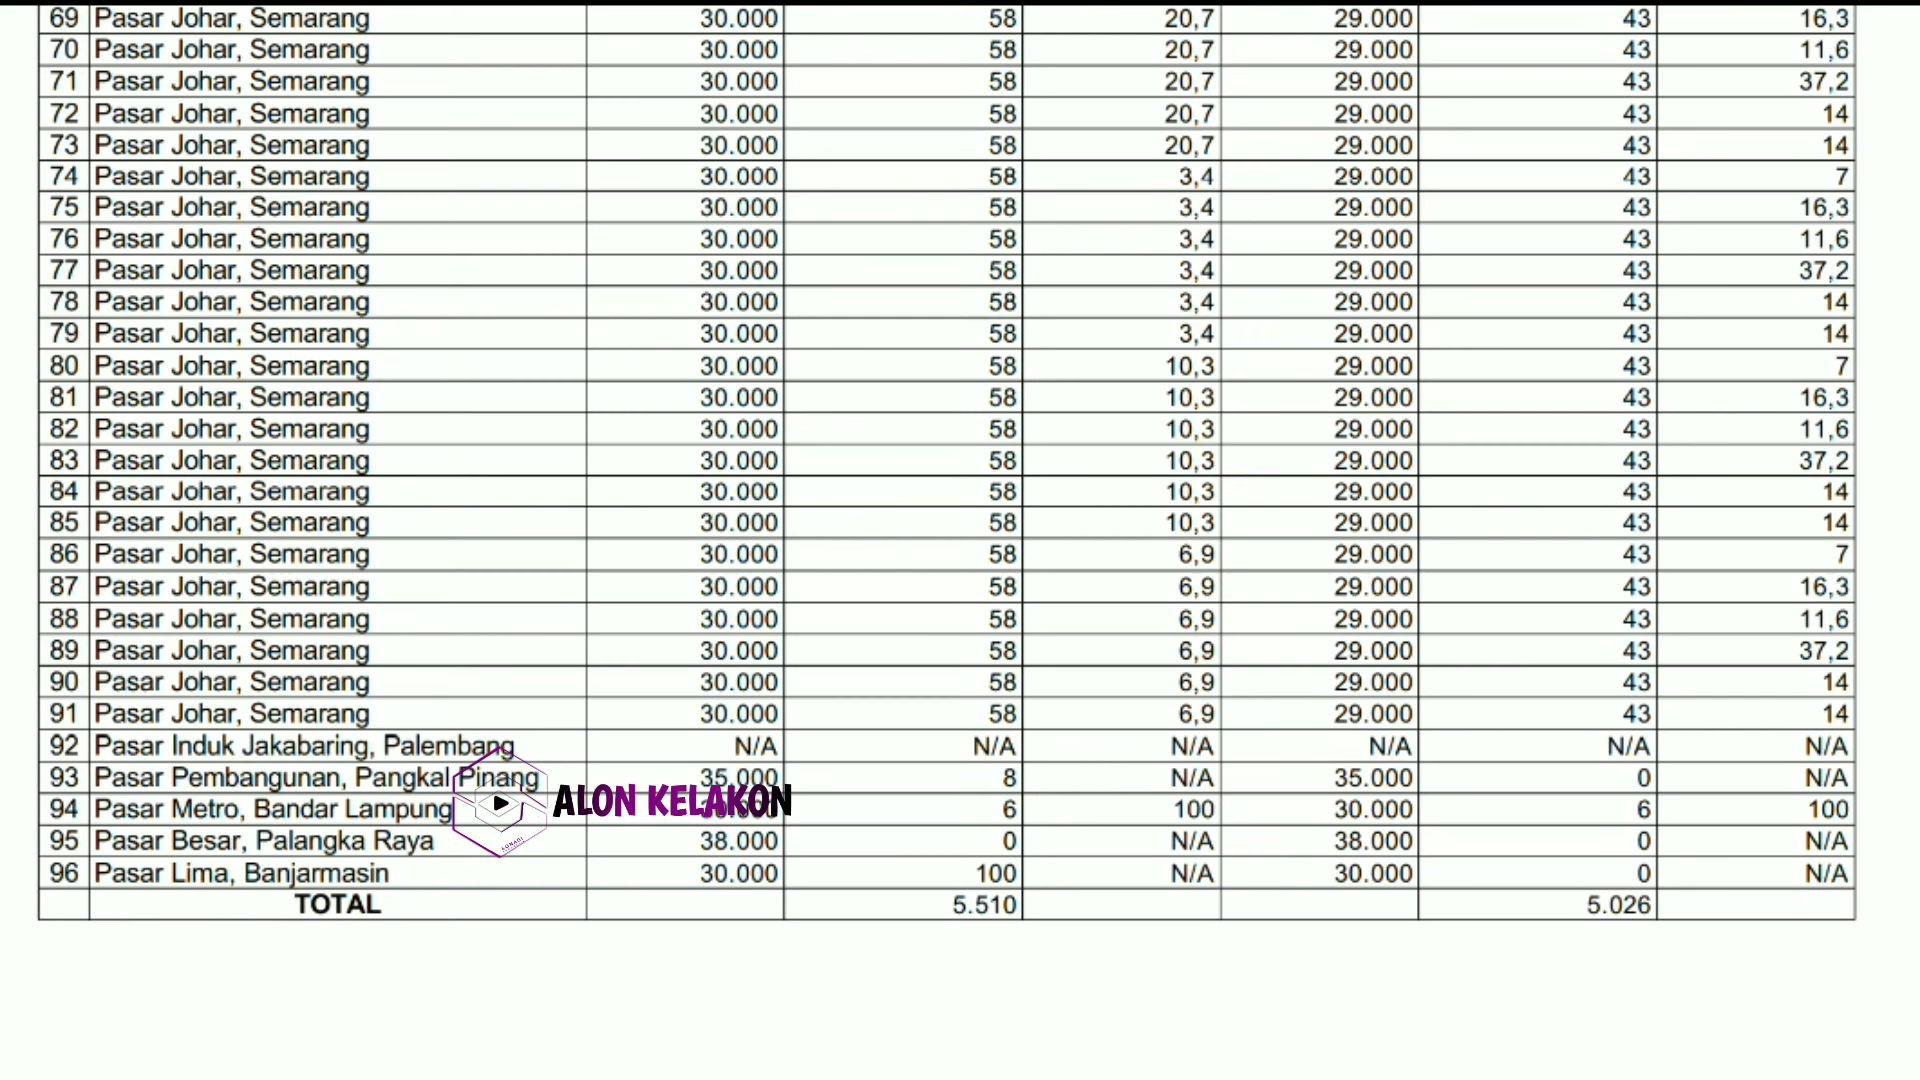 69 Pasar Johar, Semarang 30.000 58 20,7 29.000 43 16,3
70 Pasar Johar, Semarang 30.000 58 20,7 29.000 43 11,6
71 Pasar Johar, Semarang 30.000 58 20,7 29.000 43 37,2
72 Pasar Johar, Semarang 30.000 58 20,7 29.000 43 14
73 Pasar Johar, Semarang 30.000 58 20,7 29.000 43 14
74 Pasar Johar, Semarang 30.000 58 3,4 29.000 43 7
75 Pasar Johar, Semarang 30.000 58 3,4 29.000 43 16,3
76 Pasar Johar, Semarang 30.000 58 3,4 29.000 43 11,6
77 Pasar Johar, Semarang 30.000 58 3,4 29.000 43 37,2
78 Pasar Johar, Semarang 30.000 58 3,4 29.000 43 14
79 Pasar Johar, Semarang 30.000 58 3,4 29.000 43 14
80 Pasar Johar, Semarang 30.000 58 10,3 29.000 43 7
81 Pasar Johar, Semarang 30.000 58 10,3 29.000 43 16,3
82 Pasar Johar, Semarang 30.000 58 10,3 29.000 43 11,6
83 Pasar Johar, Semarang 30.000 58 10,3 29.000 43 37,2
84 Pasar Johar, Semarang 30.000 58 10,3 29.000 43 14
85 Pasar Johar, Semarang 30.000 58 10,3 29.000 43 14
86 Pasar Johar, Semarang 30.000 58 6,9 29.000 43 7
87 Pasar Johar, Semarang 30.000 58 6,9 29.000 43 16,3
88 Pasar Johar, Semarang 30.000 58 6,9 29.000 43 11,6
89 Pasar Johar, Semarang 30.000 58 6,9 29.000 43 37,2
90 Pasar Johar, Semarang 30.000 58 6,9 29.000 43 14
91 Pasar Johar, Semarang 30.000 58 6,9 29.000 43 14
92 Pasar Induk Jakabaring, Palembang N/A N/A N/A N/A N/A N/A
93 Pasar Pembangunan, Pangkal Pinang 35.000 8 N/A 35.000 0 N/A
ALON KELAKON
94 Pasar Metro, Bandar Lampung 6 100 30.000 6 100
95 Pasar Besar, Palangka Raya 38.000 0 N/A 38.000 0 N/A
96 Pasar Lima, Banjarmasin 30.000 100 N/A 30.000 0 N/A
TOTAL 5.510 5.026